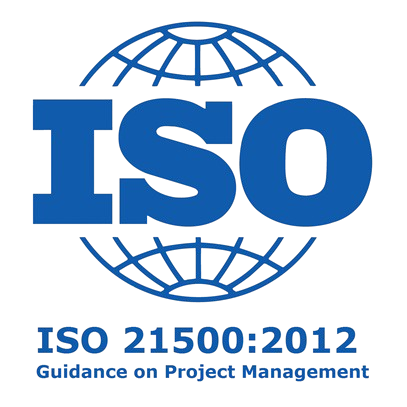 ISO
ISO 21500:2012
Guidance on Project Management